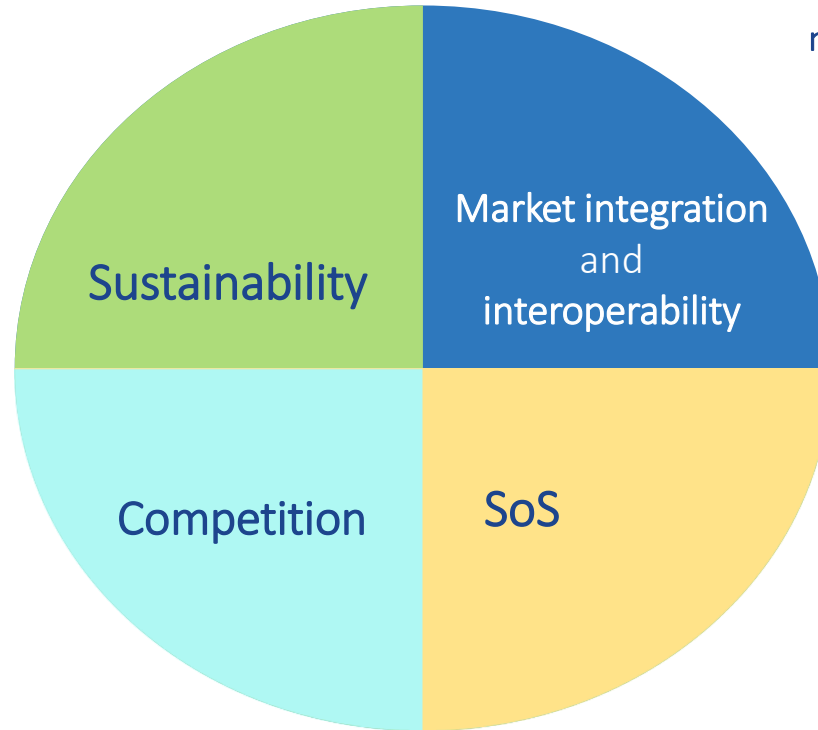 Market integration
and
interoperability
Sustainability
Competition
SoS